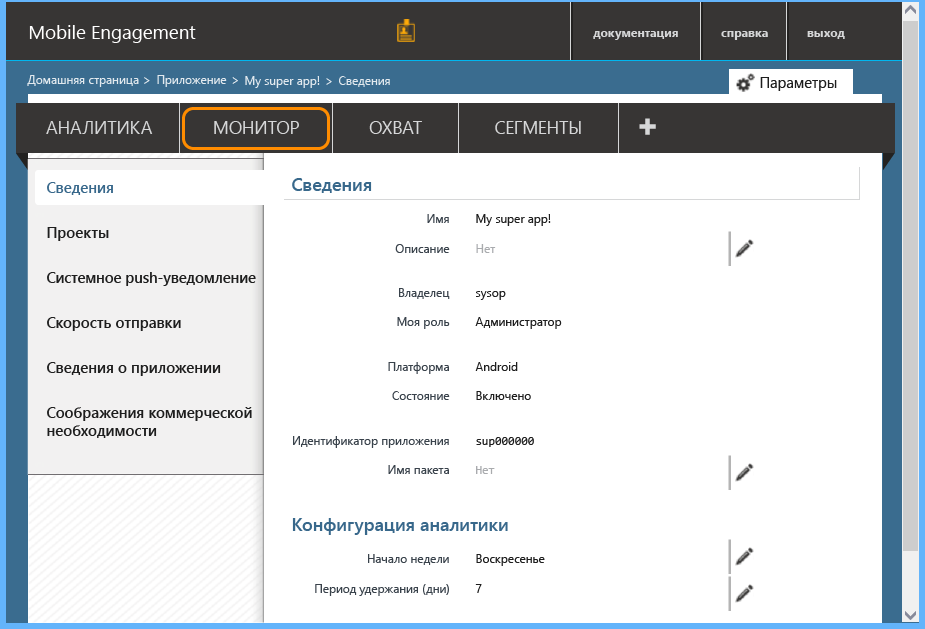 Mobile Engagement
документация
справка
выход
Домашняя страница > Приложение > My super app! > Сведения
Параметры
АНАЛИТИКА
МОНИТОР
ОХВАТ
СЕГМЕНТЫ
Сведения
Проекты
Системное push-уведомление
Скорость отправки
Сведения о приложении
Соображения коммерческой
необходимости
Сведения
Имя My super app!
Описание Нет
Владелец sysop
Моя роль Администратор
Платформа Android
Состояние Включено
Идентификатор приложения sup000000
Имя пакета Нет
Конфигурация аналитики
Начало недели Воскресенье
Период удержания (дни) 7